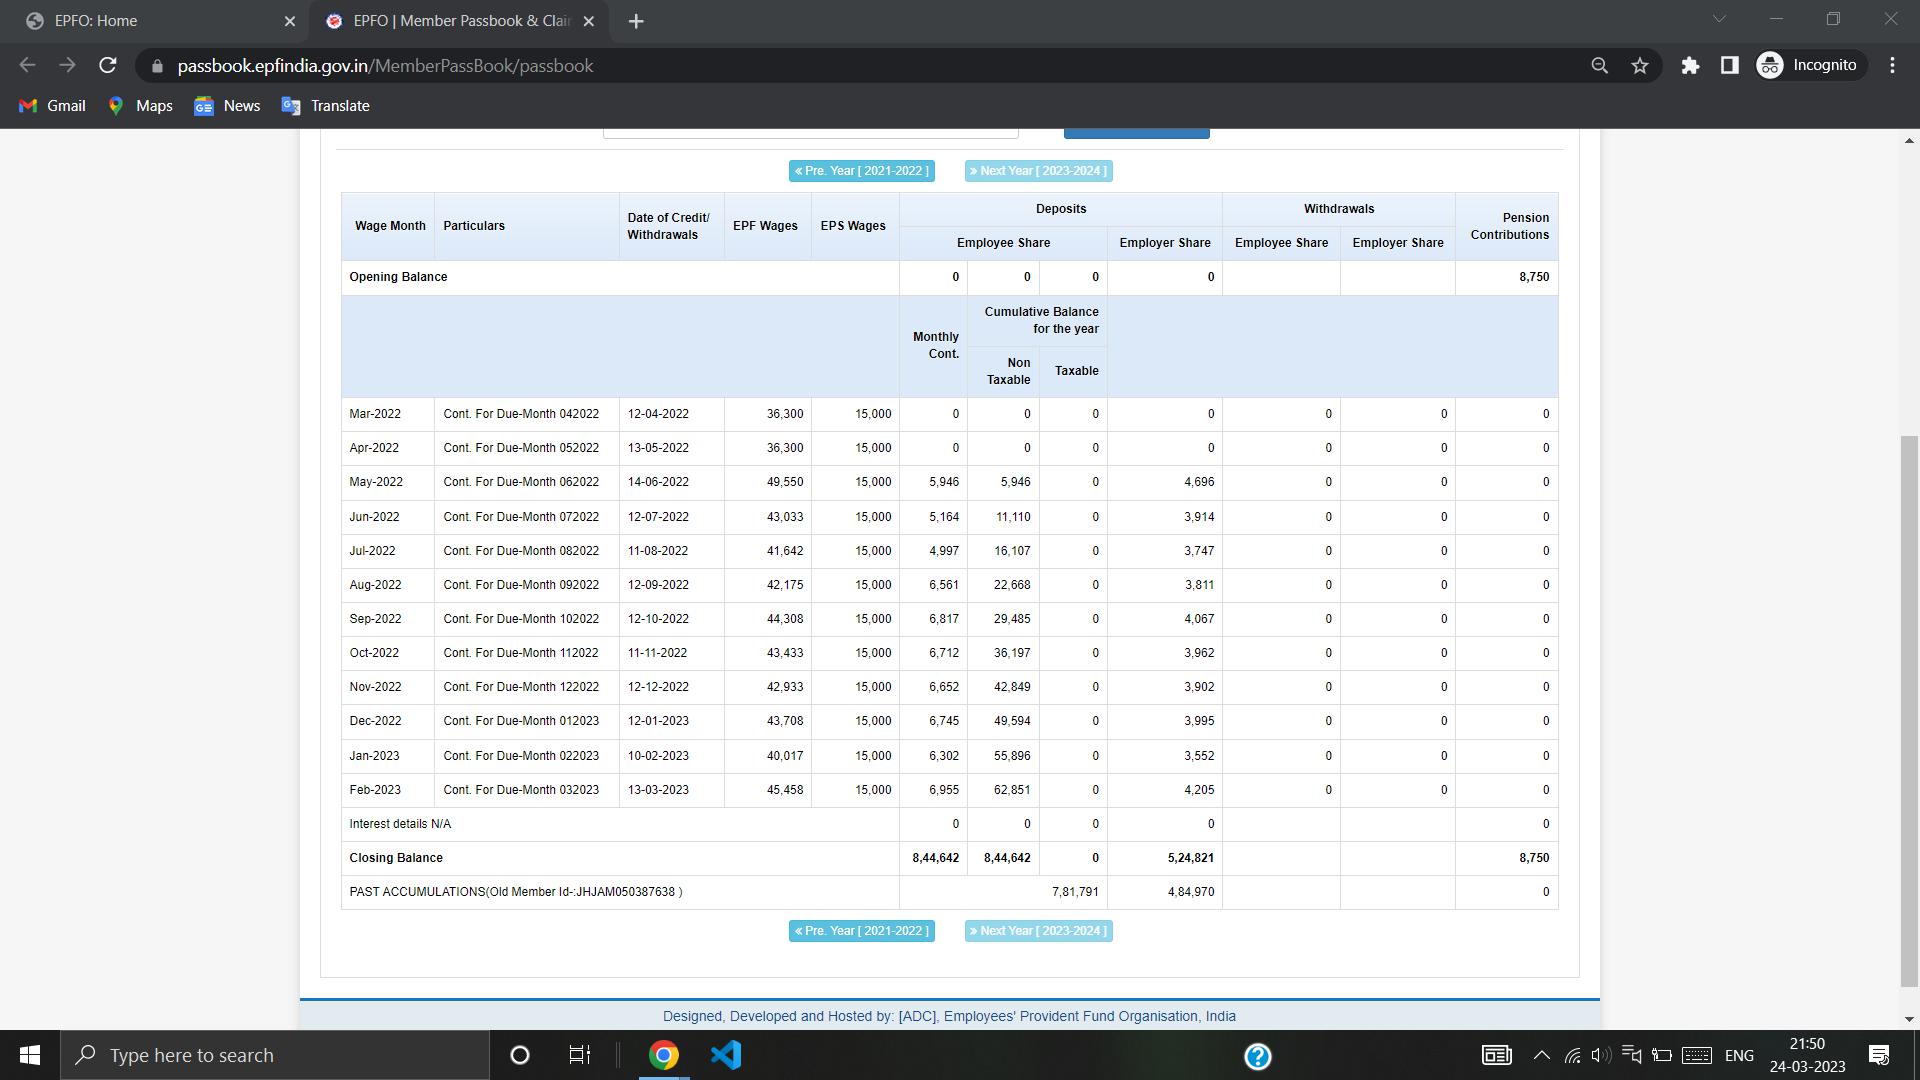 EPFO: Home
EPFO | Member Passbook & Clai
passbook.epfindia.gov.in/MemberPassBook/passbook
Incognito
Gmail Maps News Translate
« Pre. Year [ 2021-2022 ] » Next Year [ 2023-2024 ]
Wage Month Particulars Date of Credit/ Withdrawals EPF Wages EPS Wages Deposits Withdrawals Pension Contributions
Employee Share Employer Share Employee Share Employer Share
Opening Balance 0 0 0 0 8,750
Monthly Cont. Cumulative Balance for the year
Non Taxable Taxable
Mar-2022 Cont. For Due-Month 042022 12-04-2022 36,300 15,000 0 0 0 0 0 0 0
Apr-2022 Cont. For Due-Month 052022 13-05-2022 36,300 15,000 0 0 0 0 0 0 0
May-2022 Cont. For Due-Month 062022 14-06-2022 49,550 15,000 5,946 5,946 0 4,696 0 0 0
Jun-2022 Cont. For Due-Month 072022 12-07-2022 43,033 15,000 5,164 11,110 0 3,914 0 0 0
Jul-2022 Cont. For Due-Month 082022 11-08-2022 41,642 15,000 4,997 16,107 0 3,747 0 0 0
Aug-2022 Cont. For Due-Month 092022 12-09-2022 42,175 15,000 6,561 22,668 0 3,811 0 0 0
Sep-2022 Cont. For Due-Month 102022 12-10-2022 44,308 15,000 6,817 29,485 0 4,067 0 0 0
Oct-2022 Cont. For Due-Month 112022 11-11-2022 43,433 15,000 6,712 36,197 0 3,962 0 0 0
Nov-2022 Cont. For Due-Month 122022 12-12-2022 42,933 15,000 6,652 42,849 0 3,902 0 0 0
Dec-2022 Cont. For Due-Month 012023 12-01-2023 43,708 15,000 6,745 49,594 0 3,995 0 0 0
Jan-2023 Cont. For Due-Month 022023 10-02-2023 40,017 15,000 6,302 55,896 0 3,552 0 0 0
Feb-2023 Cont. For Due-Month 032023 13-03-2023 45,458 15,000 6,955 62,851 0 4,205 0 0 0
Interest details N/A 0 0 0 0 0
Closing Balance 8,44,642 8,44,642 0 5,24,821 8,750
PAST ACCUMULATIONS(Old Member Id-:JHJAM050387638 ) 7,81,791 4,84,970 0
« Pre. Year [ 2021-2022 ] » Next Year [ 2023-2024 ]
Designed, Developed and Hosted by: [ADC], Employees' Provident Fund Organisation, India
Type here to search
ENG
21:50
24-03-2023